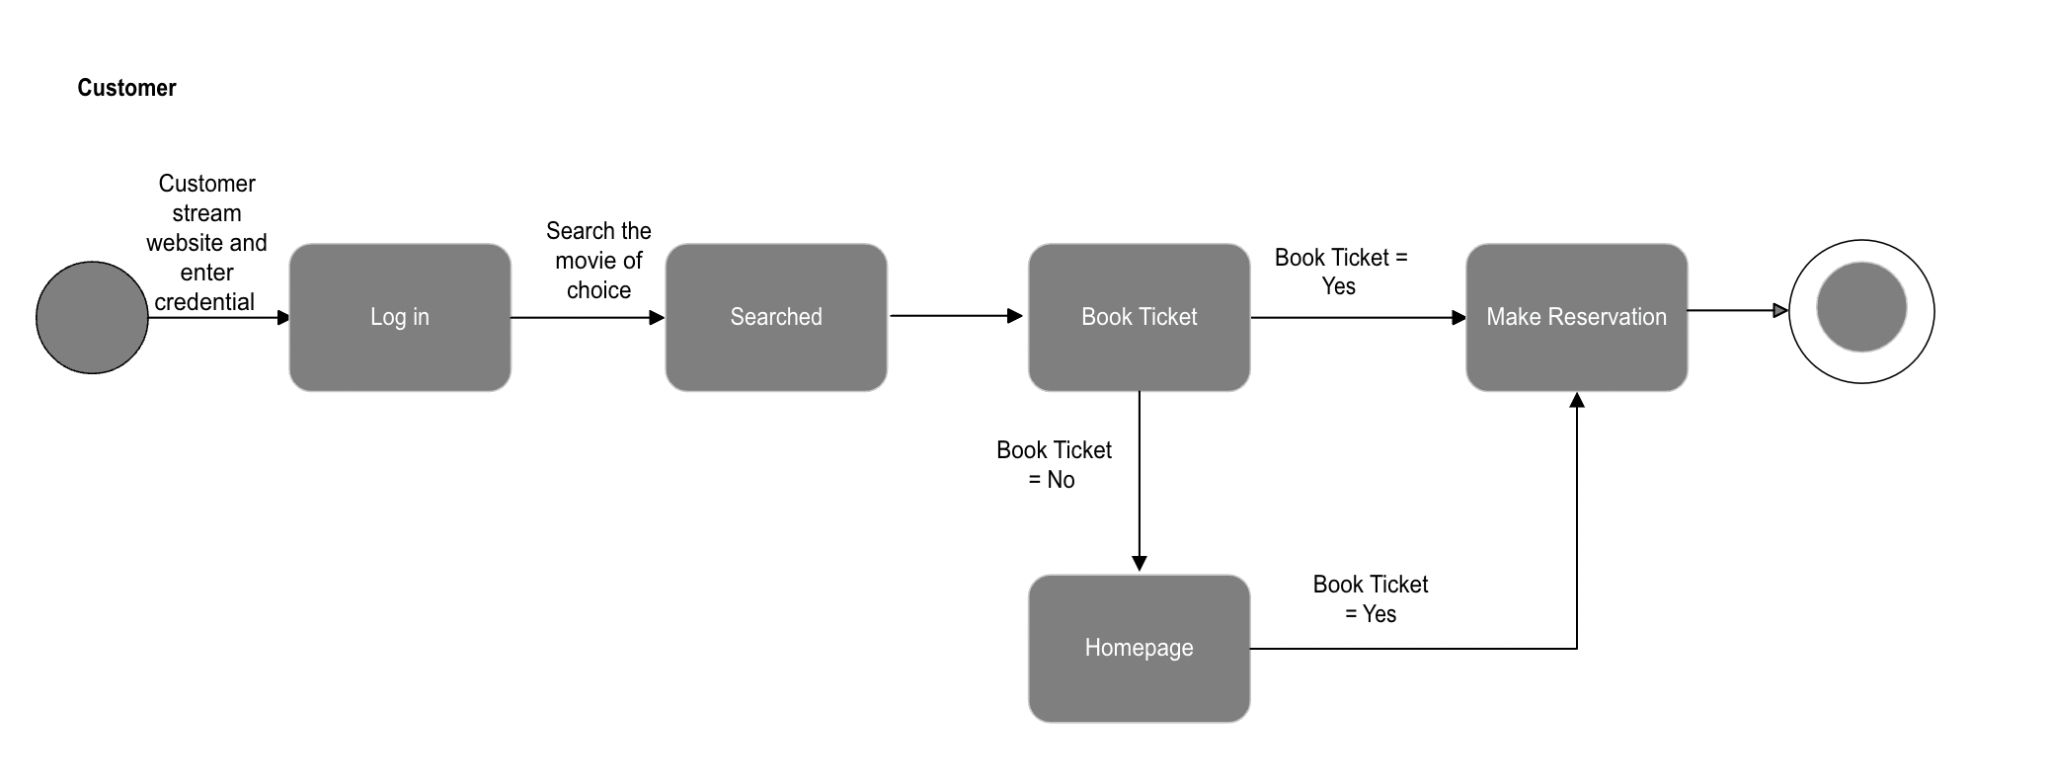 Customer
Customer
stream
website and
enter
credential
Log in
Search the
movie of
choice
Searched
Book Ticket
Book Ticket =
Yes
Make Reservation
Book Ticket
= No
Homepage
Book Ticket
= Yes